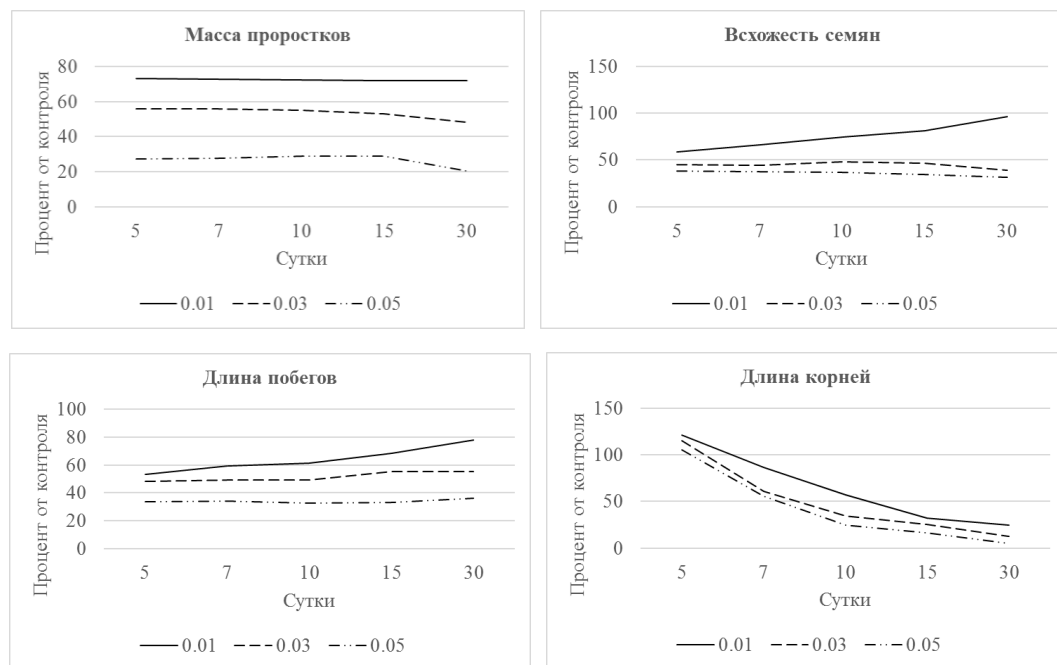 Масса проростков
Процент от контроля
80
60
40
20
0
5 7 10 15 30
Сутки
0.01 0.03 0.05
Всхожесть семян
Процент от контроля
150
100
50
0
5 7 10 15 30
Сутки
0.01 0.03 0.05
Длина побегов
Процент от контроля
100
80
60
40
20
0
5 7 10 15 30
Сутки
0.01 0.03 0.05
Длина корней
Процент от контроля
150
100
50
0
5 7 10 15 30
Сутки
0.01 0.03 0.05